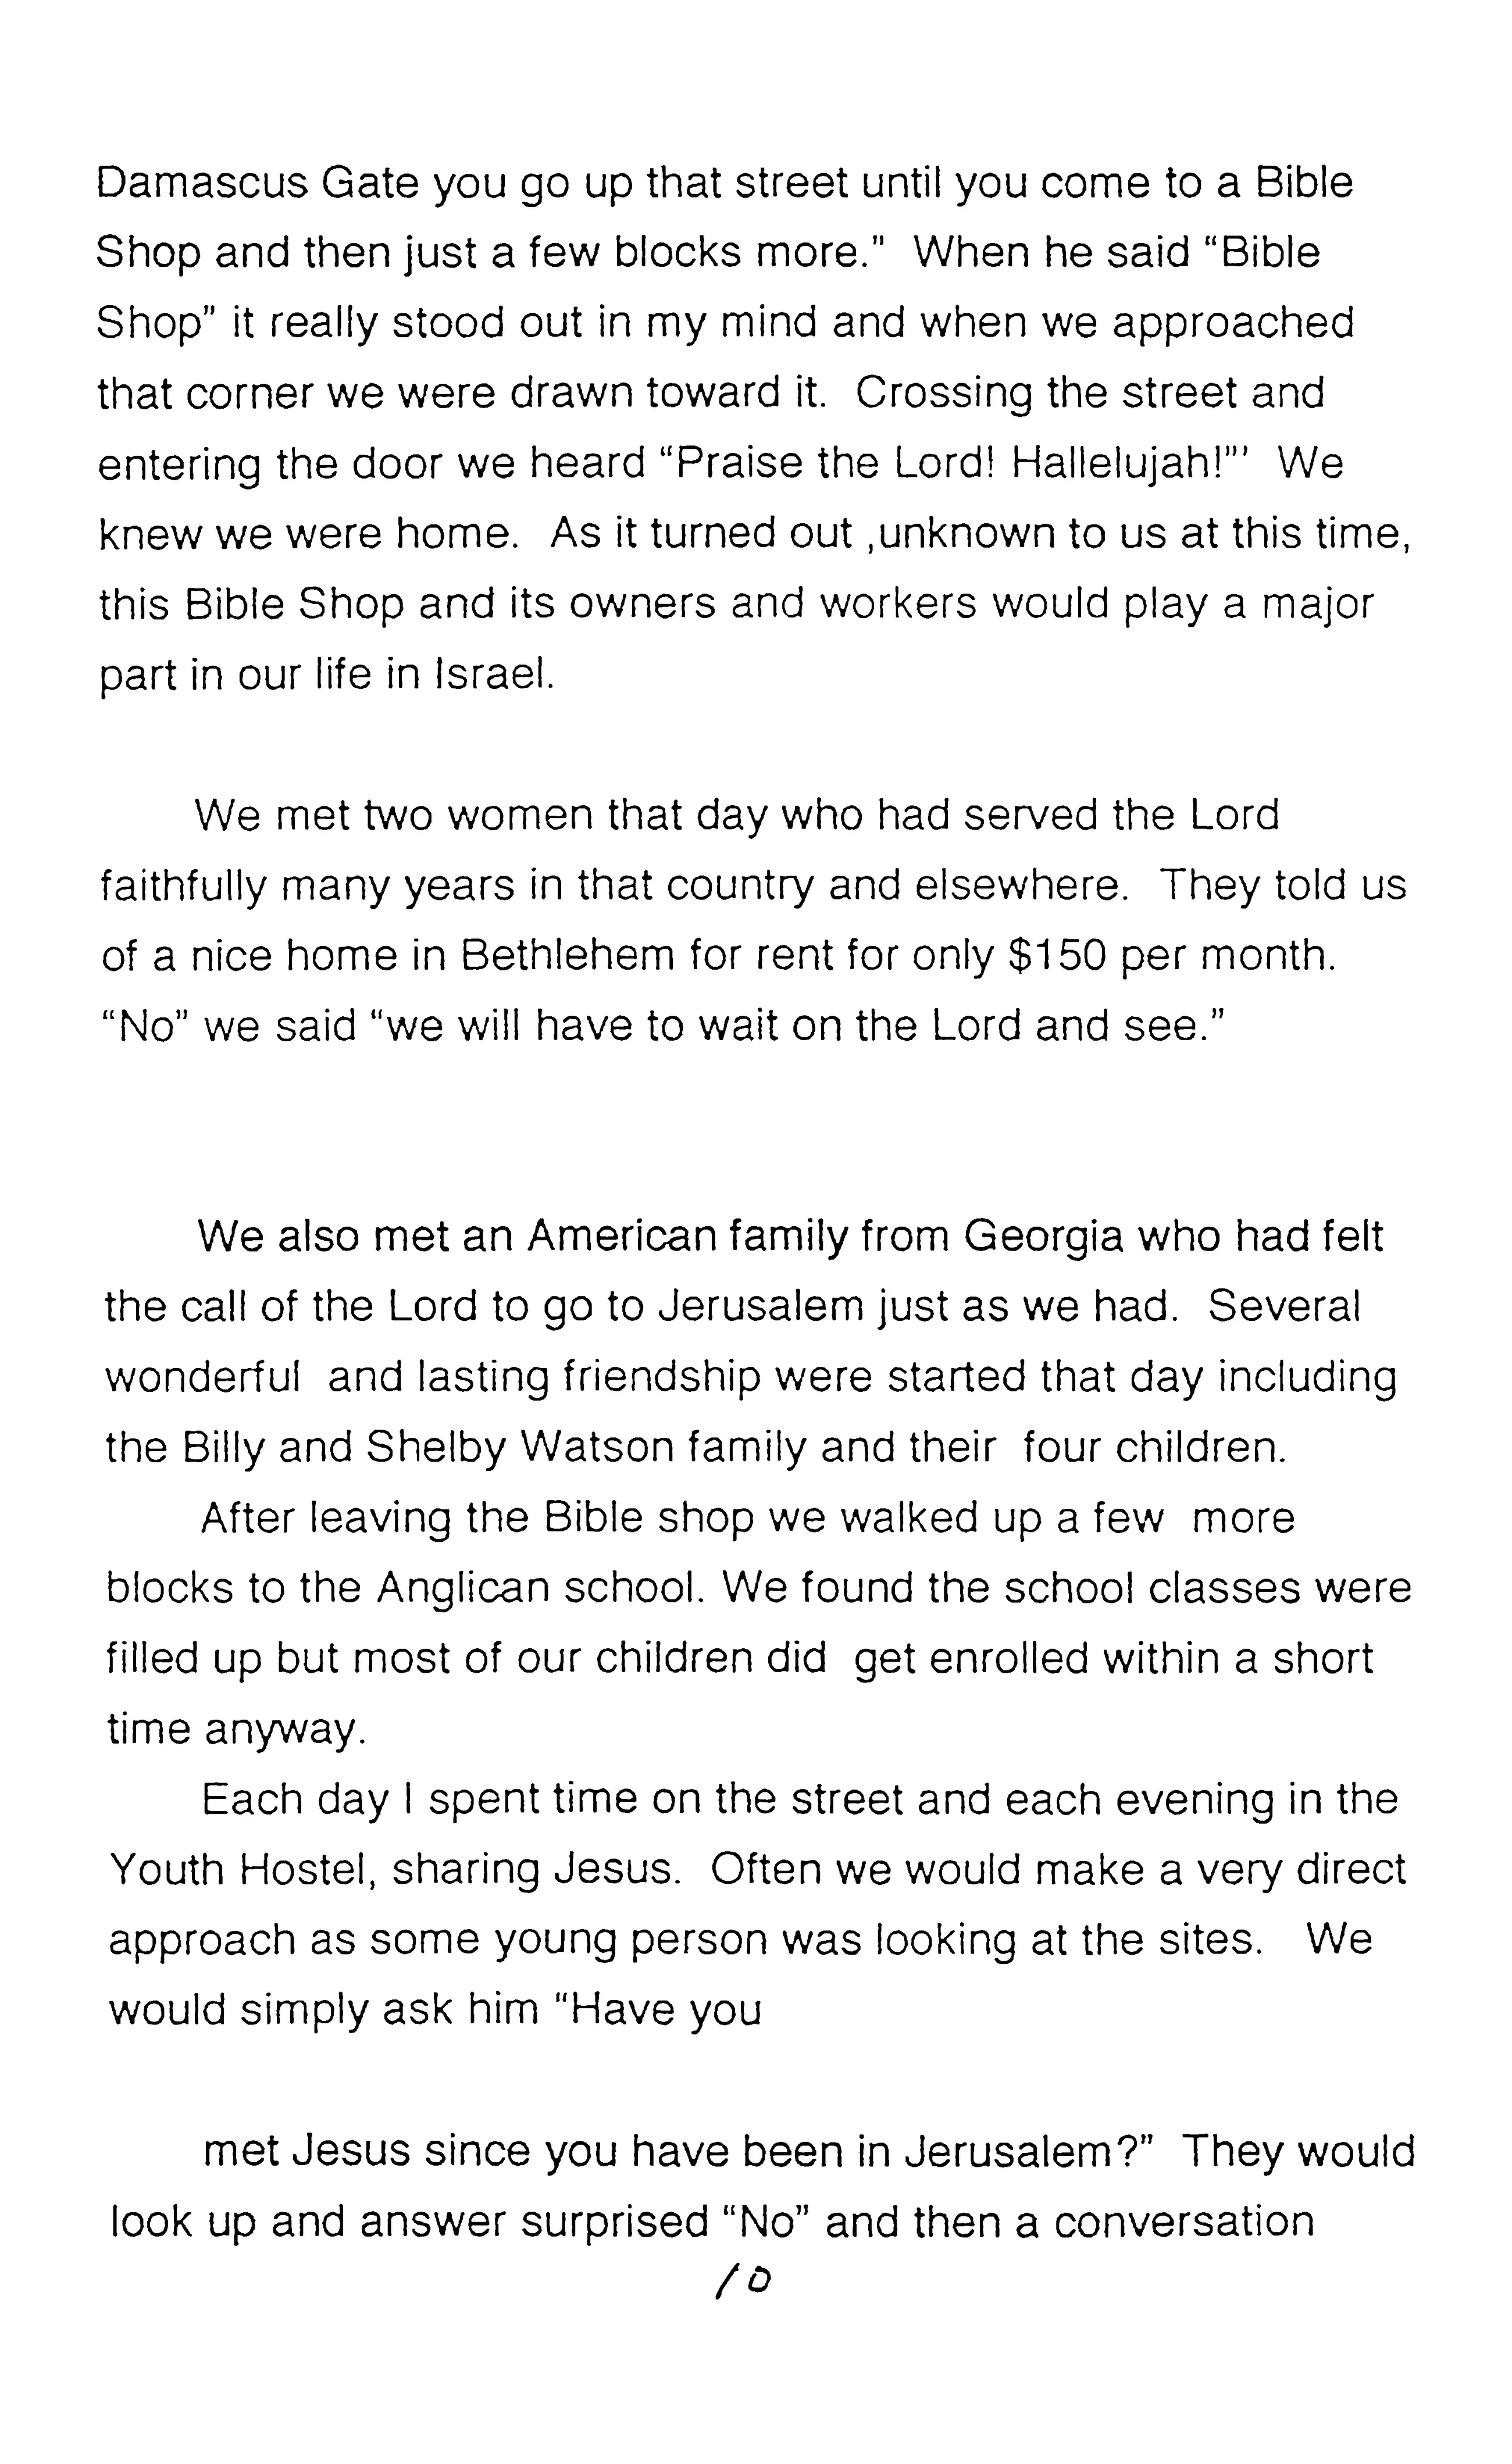 Damascus Gate you go up that street until you come to a Bible
Shop and then just a few blocks more."  When he said "Bible
Shop" it really stood out in my mind and when we approached
that corner we were drawn toward it.  Crossing the street and
entering the door we heard "Praise the Lord! Hallelujah!"'  We
knew we were home.  As it turned out ,unknown to us at this time,
this Bible Shop and its owners and workers would play a major
part in our life in Israel.
We met two women that day who had served the Lord
faithfully many years in that country and elsewhere.  They told us
of a nice home in Bethlehem for rent for only $150 per month.
"No" we said "we will have to wait on the Lord and see."
We also met an American family from Georgia who had felt
the call of the Lord to go to Jerusalem just as we had.  Several
wonderful  and lasting friendship were started that day including
the Billy and Shelby Watson family and their  four children.
After leaving the Bible shop we walked up a few  more
blocks to the Anglican school. We found the school classes were
filled up but most of our children did  get enrolled within a short
time anyway.
Each day I spent time on the street and each evening in the
Youth Hostel, sharing Jesus.  Often we would make a very direct
approach as some young person was looking at the sites.   We
would simply ask him "Have you
met Jesus since you have been in Jerusalem?"  They would
look up and answer surprised "No" and then a conversation
10